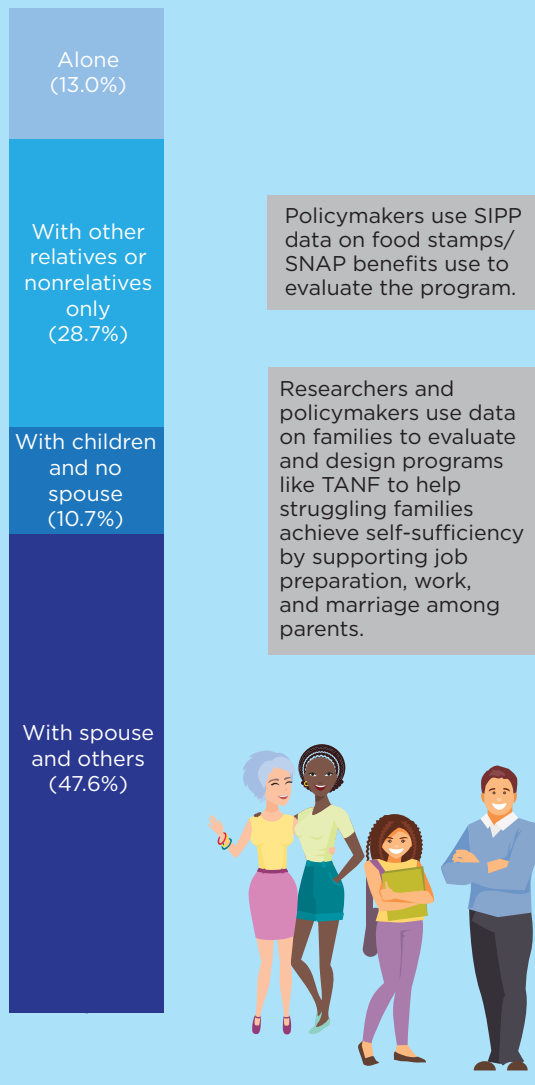 Alone
(13.0%)
With other
relatives or
nonrelatives
only
(28.7%)
With children
and no
spouse
(10.7%)
With spouse
and others
(47.6%)
Policymakers use SIPP
data on food stamps/
SNAP benefits use to
evaluate the program.
Researchers and
policymakers use data
on families to evaluate
and design programs
like TANF to help
struggling families
achieve self-sufficiency
by supporting job
preparation, work,
and marriage among
parents.